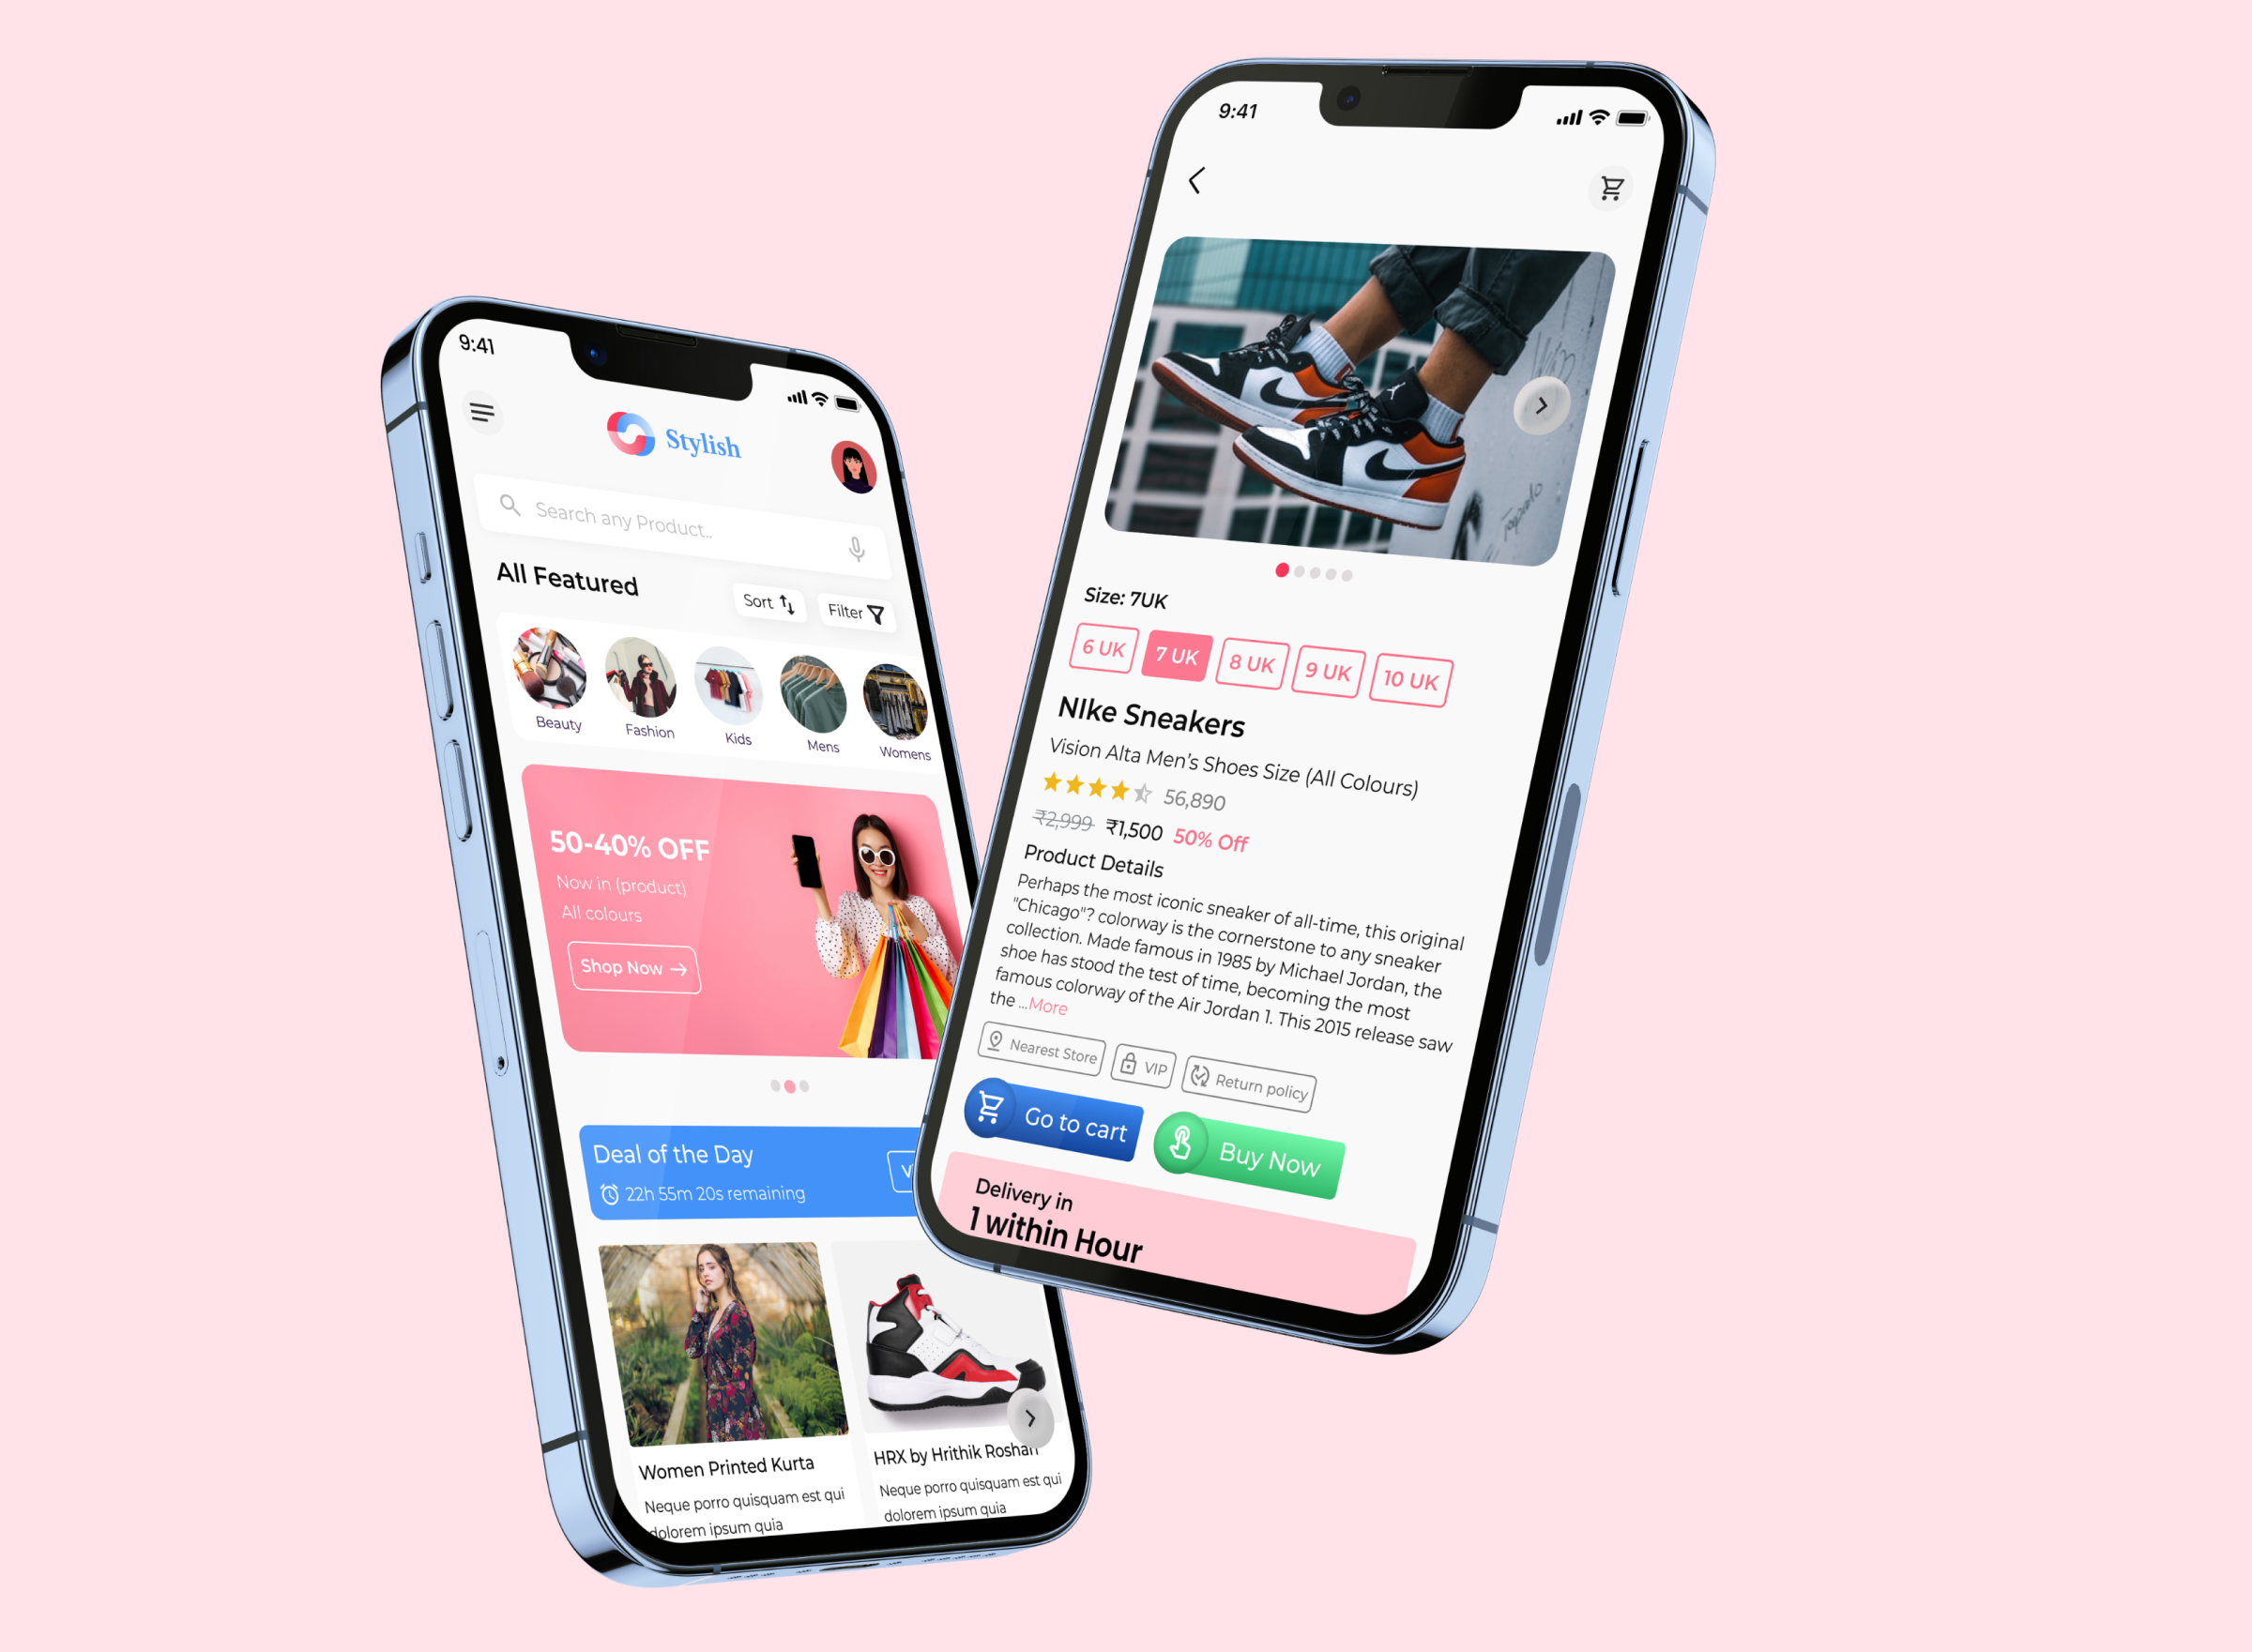 9:41
Stylish
Search any Product..
All Featured
Sort
Filter
Beauty
Fashion
Kids
Mens
Womens
50-40% OFF
Now in (product)
All colours
Shop Now
Deal of the Day
22h 55m 20s remaining
V
Women Printed Kurta
Neque porro quisquam est qui
dolorem ipsum quia
HRX by Hrithik Roshan
Neque porro quisquam est qui
dolorem ipsum quia
9:41
Size: 7UK
6 UK
7 UK
8 UK
9 UK
10 UK
NIke Sneakers
Vision Alta Men’s Shoes Size (All Colours)
56,890
₹2,999 ₹1,500 50% Off
Product Details
Perhaps the most iconic sneaker of all-time, this original
"Chicago"? colorway is the cornerstone to any sneaker
collection. Made famous in 1985 by Michael Jordan, the
shoe has stood the test of time, becoming the most
famous colorway of the Air Jordan 1. This 2015 release saw
the ...More
Nearest Store
VIP
Return policy
Go to cart
Buy Now
Delivery in
1 within Hour